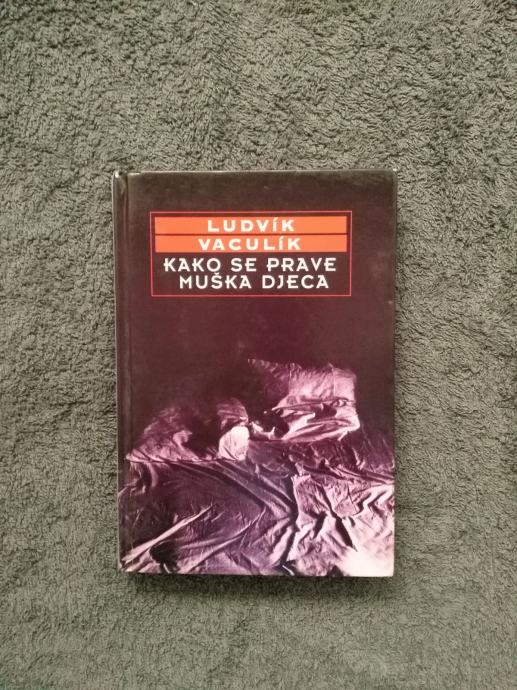 LUDVÍK
VACULÍK
KAKO SE PRAVE
MUŠKA DJECA